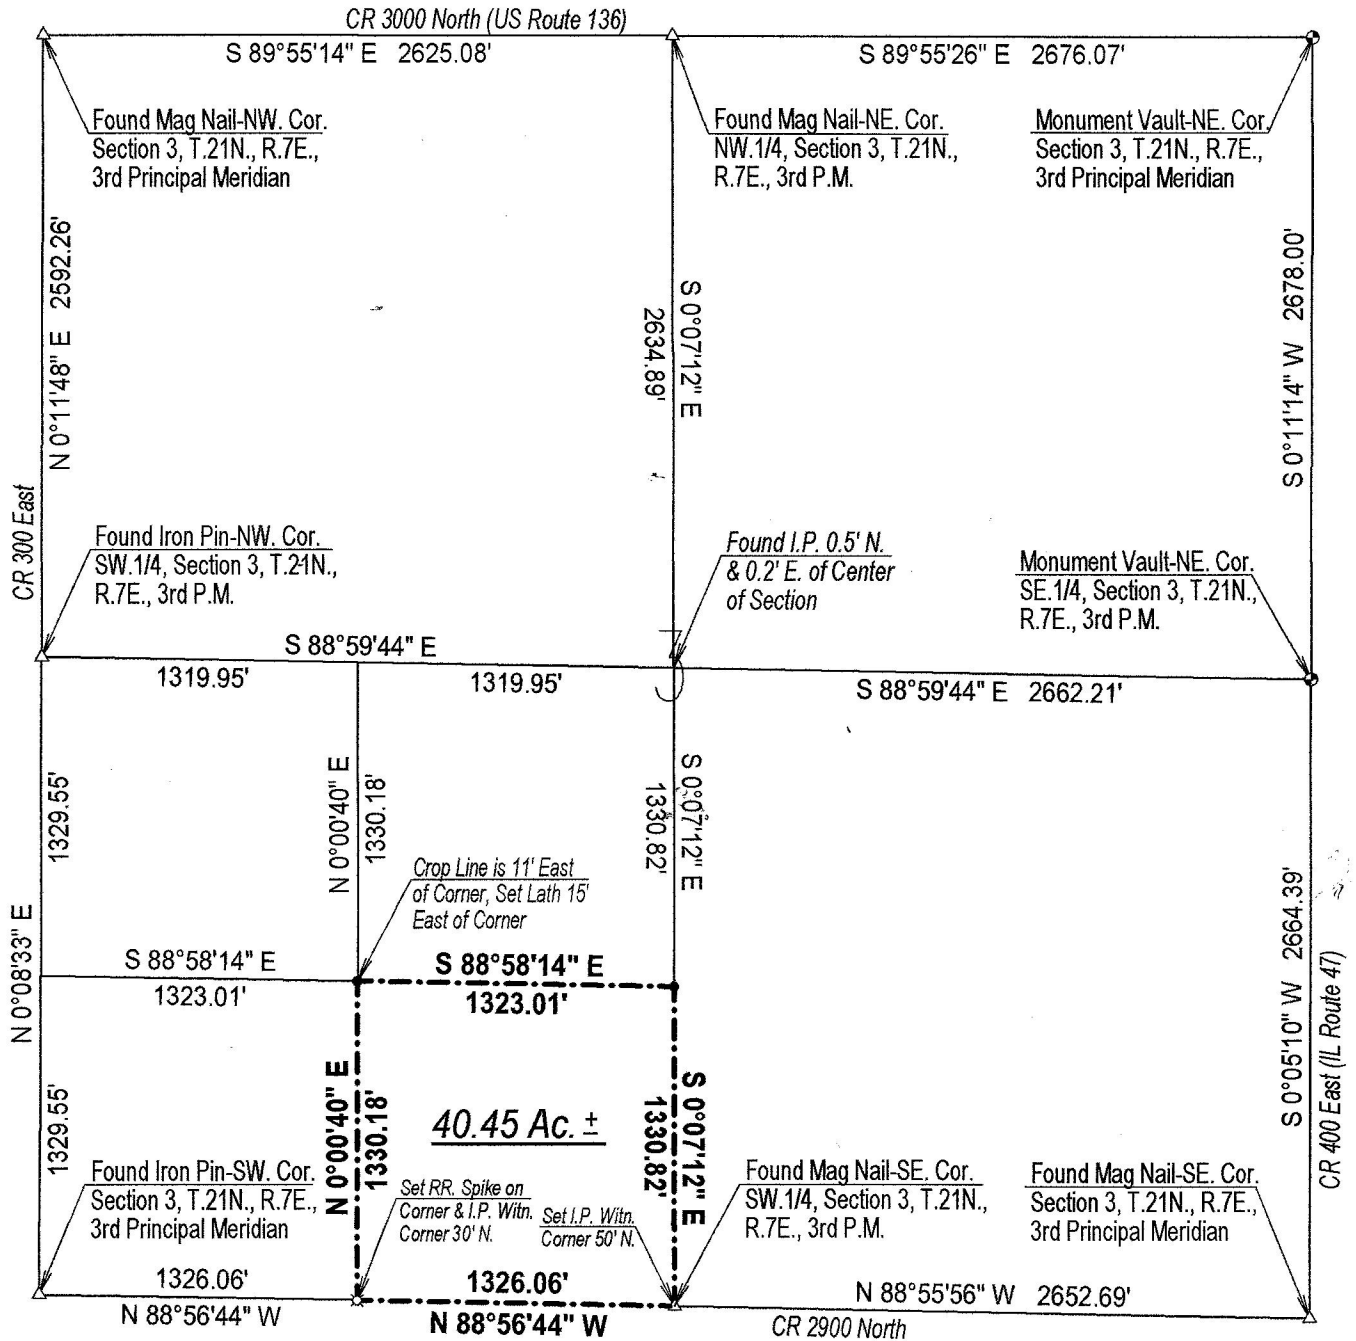 CR 3000 North (US Route 136)
S 89°55'14" E 2625.08'
S 89°55'26" E 2676.07'
Found Mag Nail-NW. Cor.
Section 3, T.21N., R.7E.,
3rd Principal Meridian
Found Mag Nail-NE. Cor.
NW.1/4, Section 3, T.21N.,
R.7E., 3rd P.M.
Monument Vault-NE. Cor.
Section 3, T.21N., R.7E.,
3rd Principal Meridian
N 0°11'48" E 2592.26'
S 0°07'12" E
2634.89'
S 0°11'14" W 2678.00'
CR 300 East
Found Iron Pin-NW. Cor.
SW.1/4, Section 3, T.21N.,
R.7E., 3rd P.M.
Found I.P. 0.5' N.
& 0.2' E. of Center
of Section
Monument Vault-NE. Cor.
SE.1/4, Section 3, T.21N.,
R.7E., 3rd P.M.
S 88°59'44" E
1319.95'
1319.95'
S 88°59'44" E 2662.21'
1329.55'
N 0°00'40" E
1330.18'
S 0°07'12" E
1330.82'
Crop Line is 11' East
of Corner, Set Lath 15'
East of Corner
N 0°08'33" E
S 88°58'14" E
1323.01'
S 88°58'14" E
1323.01'
S 0°05'10" W 2664.39'
CR 400 East (IL Route 47)
1329.55'
N 0°00'40" E
1330.18'
40.45 Ac. ±
S 0°07'12" E
1330.82'
Found Iron Pin-SW. Cor.
Section 3, T.21N., R.7E.,
3rd Principal Meridian
Set RR. Spike on
Corner & I.P. Witn.
Corner 30' N.
Set I.P. Witn.
Corner 50' N.
Found Mag Nail-SE. Cor.
SW.1/4, Section 3, T.21N.,
R.7E., 3rd P.M.
Found Mag Nail-SE. Cor.
Section 3, T.21N., R.7E.,
3rd Principal Meridian
1326.06'
N 88°56'44" W
1326.06'
N 88°56'44" W
N 88°55'56" W 2652.69'
CR 2900 North